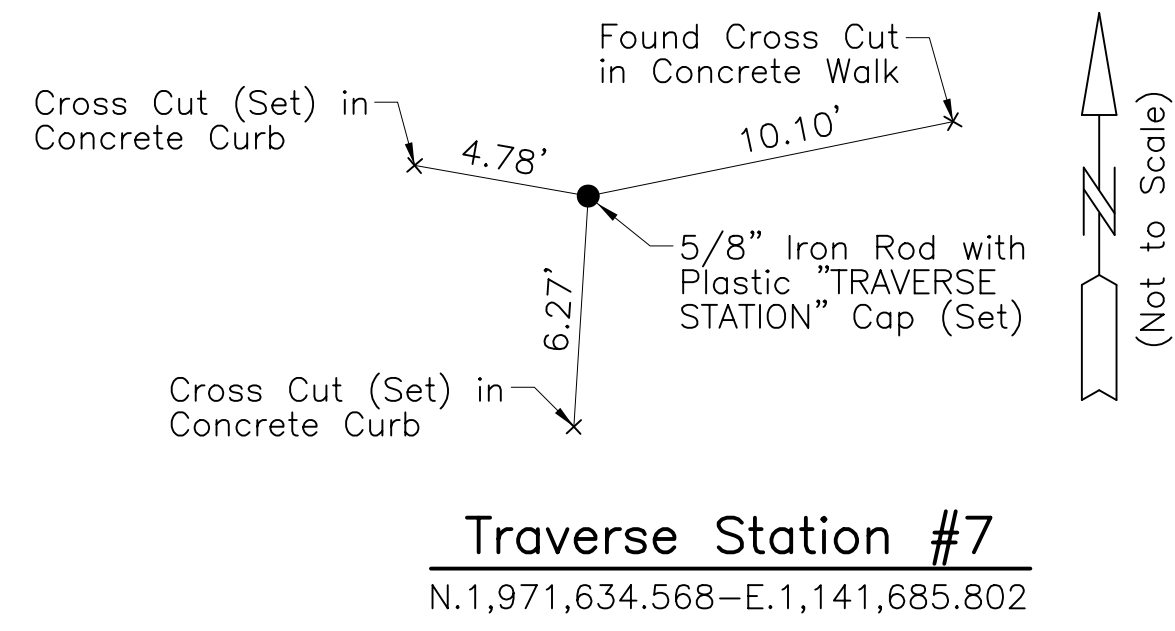 Found Cross Cut
in Concrete Walk
Cross Cut (Set) in
Concrete Curb
4.78'
10.10'
5/8" Iron Rod with
Plastic "TRAVERSE
STATION" Cap (Set)
6.27'
Cross Cut (Set) in
Concrete Curb
N
(Not to Scale)
Traverse Station #7
N.1,971,634.568-E.1,141,685.802